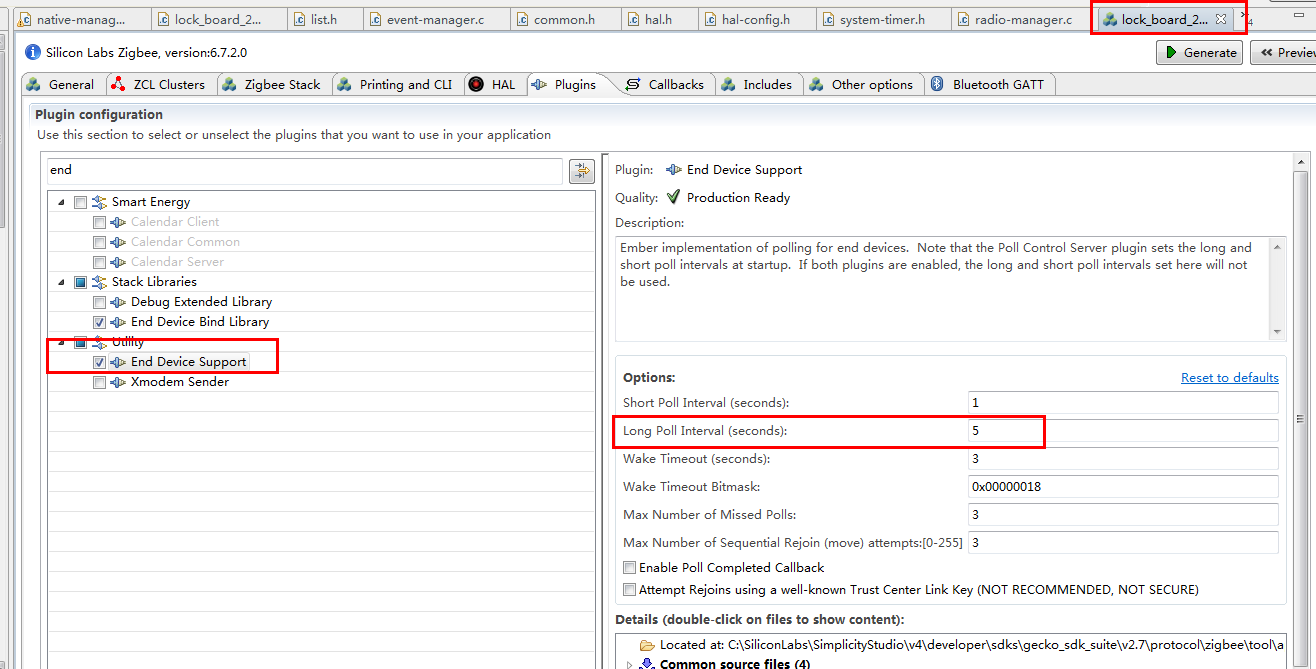 native-manag...
lock_board_2...
list.h
event-manager.c
common.h
hal.h
hal-config.h
system-timer.h
radio-manager.c
lock_board_2...
4
Silicon Labs Zigbee, version:6.7.2.0
Generate
Preview
General
ZCL Clusters
Zigbee Stack
Printing and CLI
HAL
Plugins
Callbacks
Includes
Other options
Bluetooth GATT
Plugin configuration
Use this section to select or unselect the plugins that you want to use in your application
end
Smart Energy
Calendar Client
Calendar Common
Calendar Server
Stack Libraries
Debug Extended Library
End Device Bind Library
Utility
End Device Support
Xmodem Sender
Plugin: End Device Support
Quality: Production Ready
Description:
Ember implementation of polling for end devices. Note that the Poll Control Server plugin sets the long and
short poll intervals at startup. If both plugins are enabled, the long and short poll intervals set here will not
be used.
Options: Reset to defaults
Short Poll Interval (seconds): 1
Long Poll Interval (seconds): 5
Wake Timeout (seconds): 3
Wake Timeout Bitmask: 0x00000018
Max Number of Missed Polls: 3
Max Number of Sequential Rejoin (move) attempts:[0-255] 3
Enable Poll Completed Callback
Attempt Rejoins using a well-known Trust Center Link Key (NOT RECOMMENDED, NOT SECURE)
Details (double-click on files to show content):
Located at: C:\SiliconLabs\SimplicityStudio\v4\developer\sdks\gecko_sdk_suite\v2.7\protocol\zigbee\tool\a
Common source files (4)